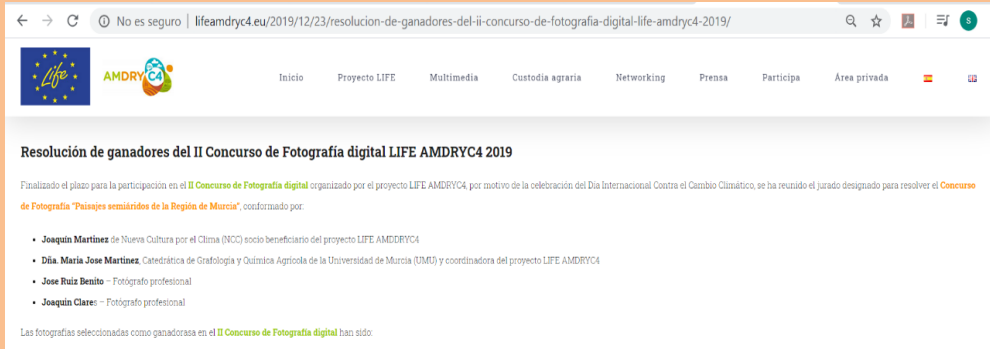 No es seguro | lifeamdryc4.eu/2019/12/23/resolucion-de-ganadores-del-ii-concurso-de-fotografia-digital-life-amdryc4-2019/
S
Life AMDRYC4 Inicio Proyecto LIFE Multimedia Custodia agraria Networking Prensa Participa Área privada
Resolución de ganadores del II Concurso de Fotografía digital LIFE AMDRYC4 2019
Finalizado el plazo para la participación en el II Concurso de Fotografía digital organizado por el proyecto LIFE AMDRYC4, por motivo de la celebración del Día Internacional Contra el Cambio Climático, se ha reunido el jurado designado para resolver el Concurso
de Fotografía "Paisajes semiáridos de la Región de Murcia", conformado por:
• Joaquín Martinez de Nueva Cultura por el Clima (NCC) socio beneficiario del proyecto LIFE AMDDRYC4
• Dña. Maria Jose Martinez, Catedrática de Grafología y Química Agrícola de la Universidad de Murcia (UMU) y coordinadora del proyecto LIFE AMDRYC4
• Jose Ruiz Benito – Fotógrafo profesional
• Joaquin Clares – Fotógrafo profesional
Las fotografías seleccionadas como ganadorasa en el II Concurso de Fotografía digital han sido: